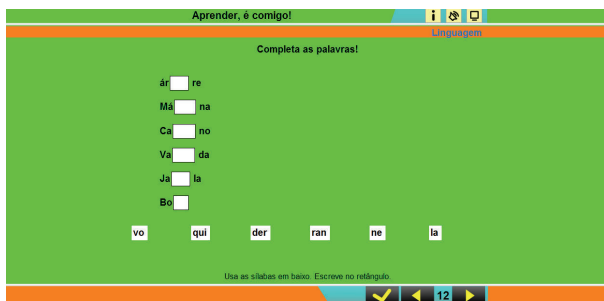 Aprender, é comigo!
i
Linguagem
Completa as palavras!
ár re
Má na
Ca no
Va da
Ja la
Bo
vo qui der ran ne la
Usa as sílabas em baixo. Escreve no retângulo.
12